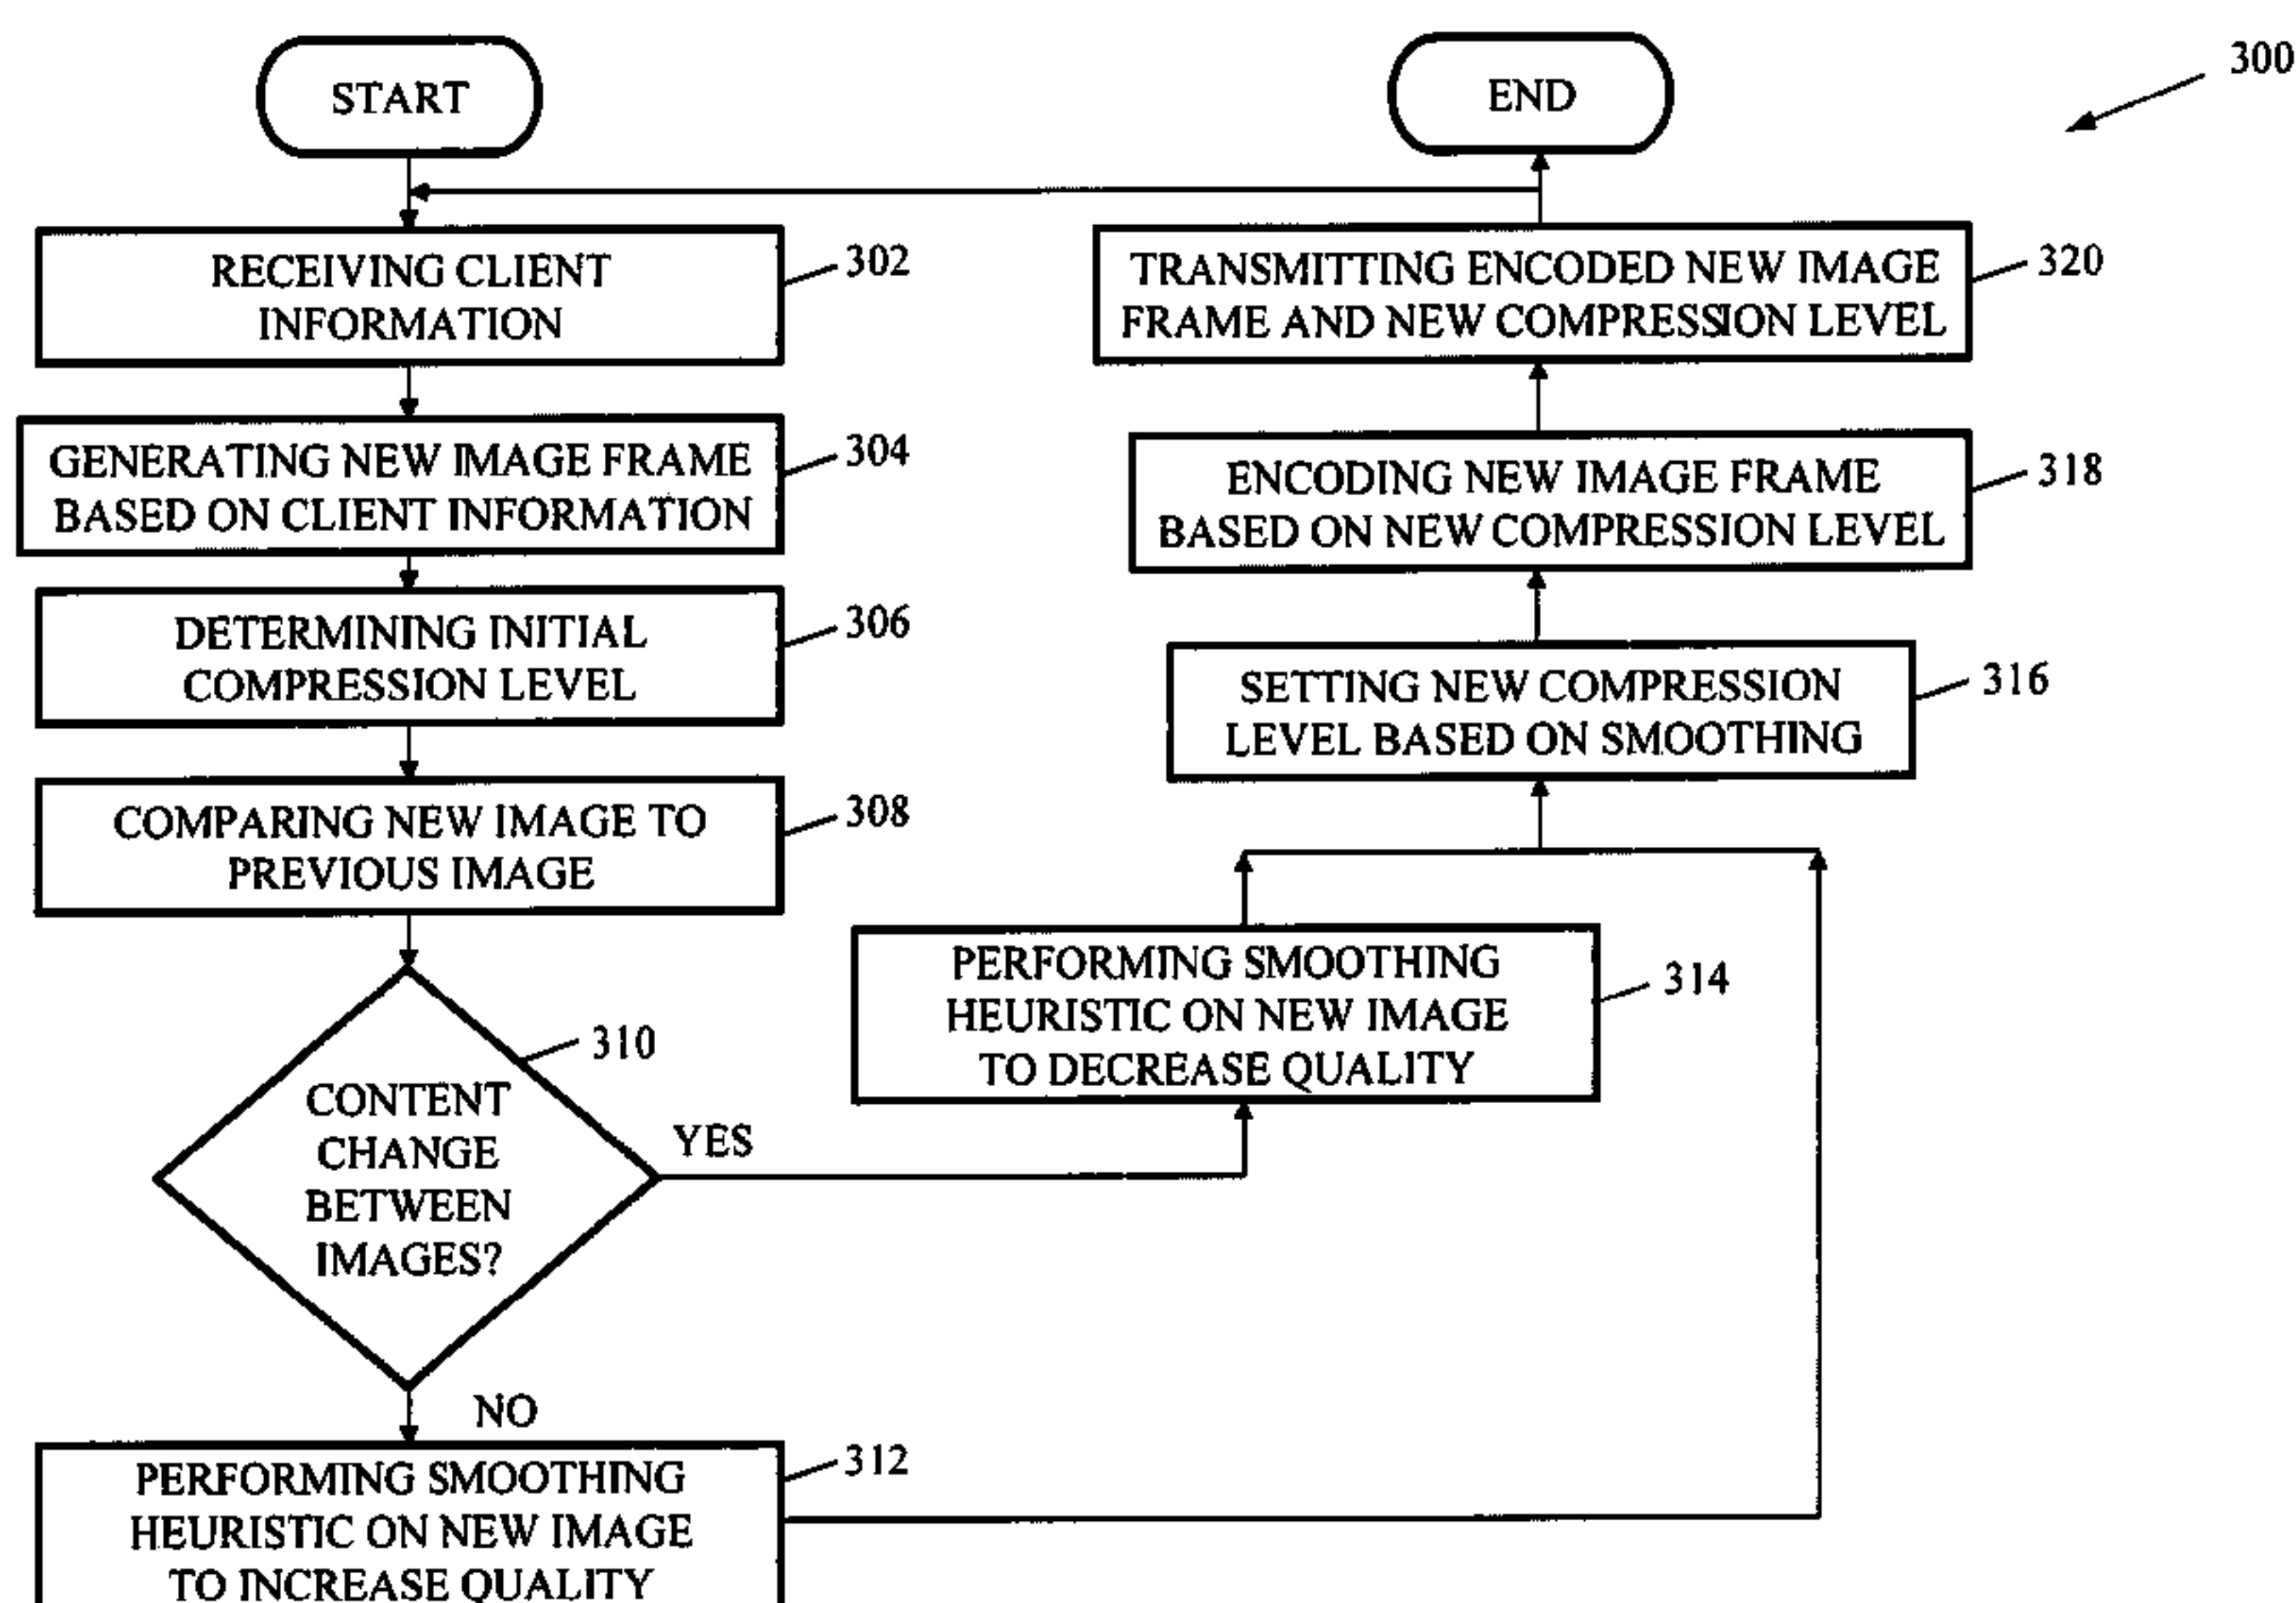 START
END
300
RECEIVING CLIENT
INFORMATION
302
GENERATING NEW IMAGE FRAME
BASED ON CLIENT INFORMATION
304
DETERMINING INITIAL
COMPRESSION LEVEL
306
COMPARING NEW IMAGE TO
PREVIOUS IMAGE
308
CONTENT
CHANGE
BETWEEN
IMAGES?
310
YES
NO
PERFORMING SMOOTHING
HEURISTIC ON NEW IMAGE
TO INCREASE QUALITY
312
PERFORMING SMOOTHING
HEURISTIC ON NEW IMAGE
TO DECREASE QUALITY
314
SETTING NEW COMPRESSION
LEVEL BASED ON SMOOTHING
316
ENCODING NEW IMAGE FRAME
BASED ON NEW COMPRESSION LEVEL
318
TRANSMITTING ENCODED NEW IMAGE
FRAME AND NEW COMPRESSION LEVEL
320